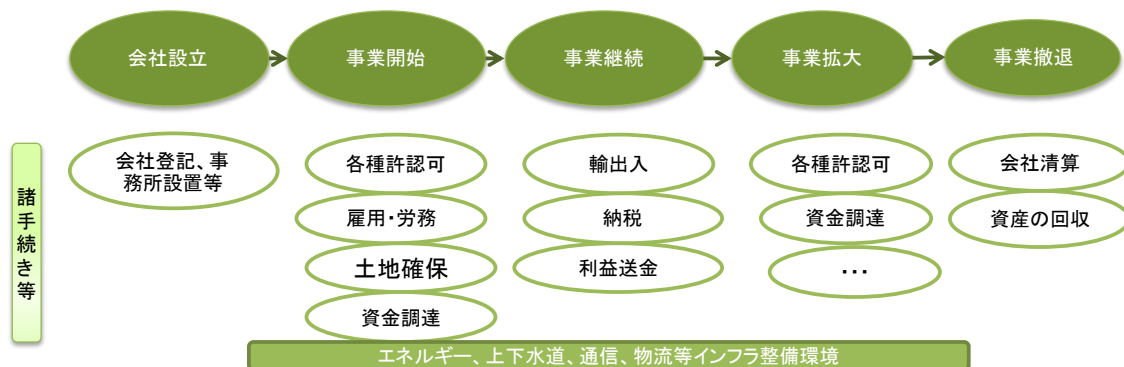 会社設立
事業開始
事業継続
事業拡大
事業撤退
諸手続き等
会社登記、事
務所設置等
各種許認可
雇用・労務
土地確保
資金調達
輸出入
納税
利益送金
各種許認可
資金調達
・・・
会社清算
資産の回収
エネルギー、上下水道、通信、物流等インフラ整備環境